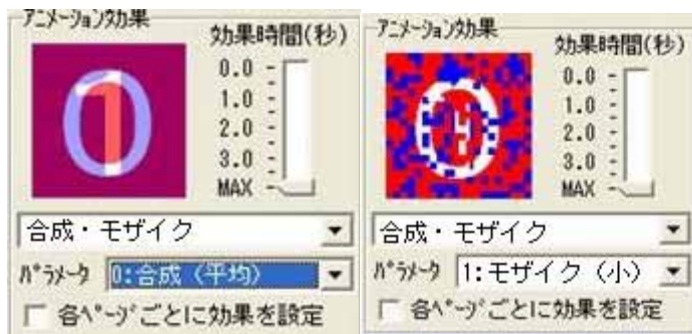 アニメーション効果
効果時間(秒)
0
1
0.0
1.0
2.0
3.0
MAX
合成・モザイク
パラメータ 0:合成（平均）
各ページごとに効果を設定
アニメーション効果
効果時間(秒)
0
0.0
1.0
2.0
3.0
MAX
合成・モザイク
パラメータ 1:モザイク（小）
各ページごとに効果を設定